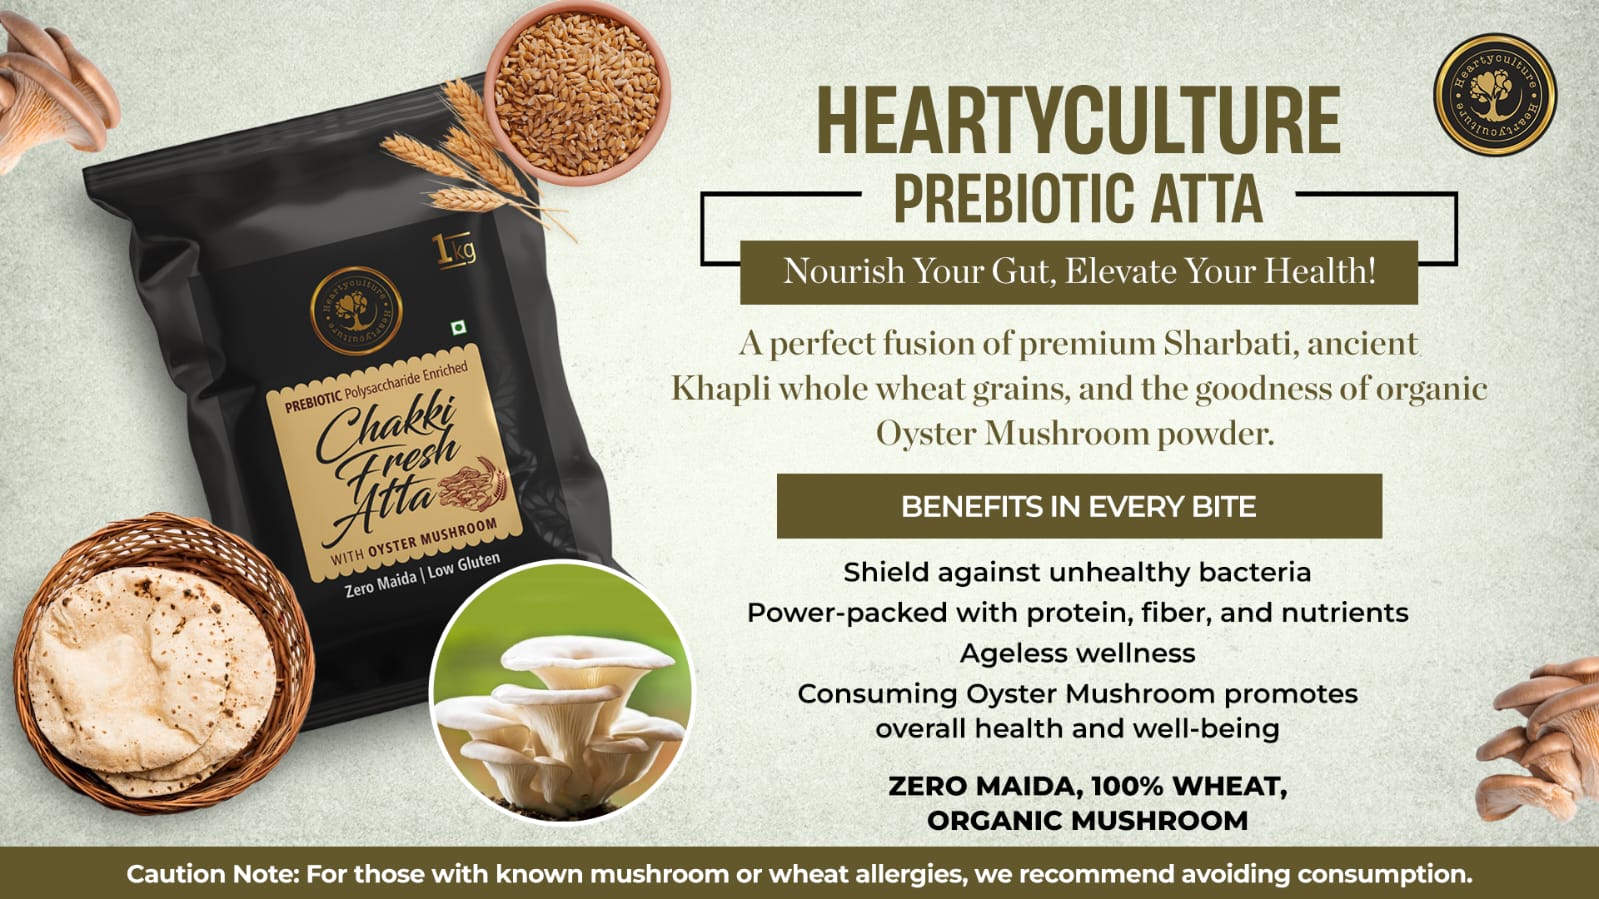 HEARTYCULTURE
PREBIOTIC ATTA
Nourish Your Gut, Elevate Your Health!
A perfect fusion of premium Sharbati, ancient
Khapli whole wheat grains, and the goodness of organic
Oyster Mushroom powder.
BENEFITS IN EVERY BITE
Shield against unhealthy bacteria
Power-packed with protein, fiber, and nutrients
Ageless wellness
Consuming Oyster Mushroom promotes
overall health and well-being
ZERO MAIDA, 100% WHEAT,
ORGANIC MUSHROOM
Heartyculture • Heartyculture •
1kg
Heartyculture • Heartyculture •
PREBIOTIC Polysaccharide Enriched
Chakki
Fresh
Atta
WITH OYSTER MUSHROOM
Zero Maida | Low Gluten
Caution Note: For those with known mushroom or wheat allergies, we recommend avoiding consumption.